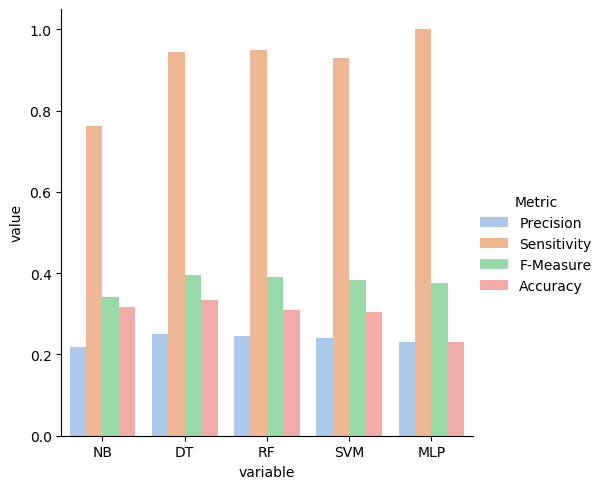 1.0
0.8
0.6
0.4
0.2
0.0
value
NB DT RF SVM MLP
variable
Metric
Precision
Sensitivity
F-Measure
Accuracy